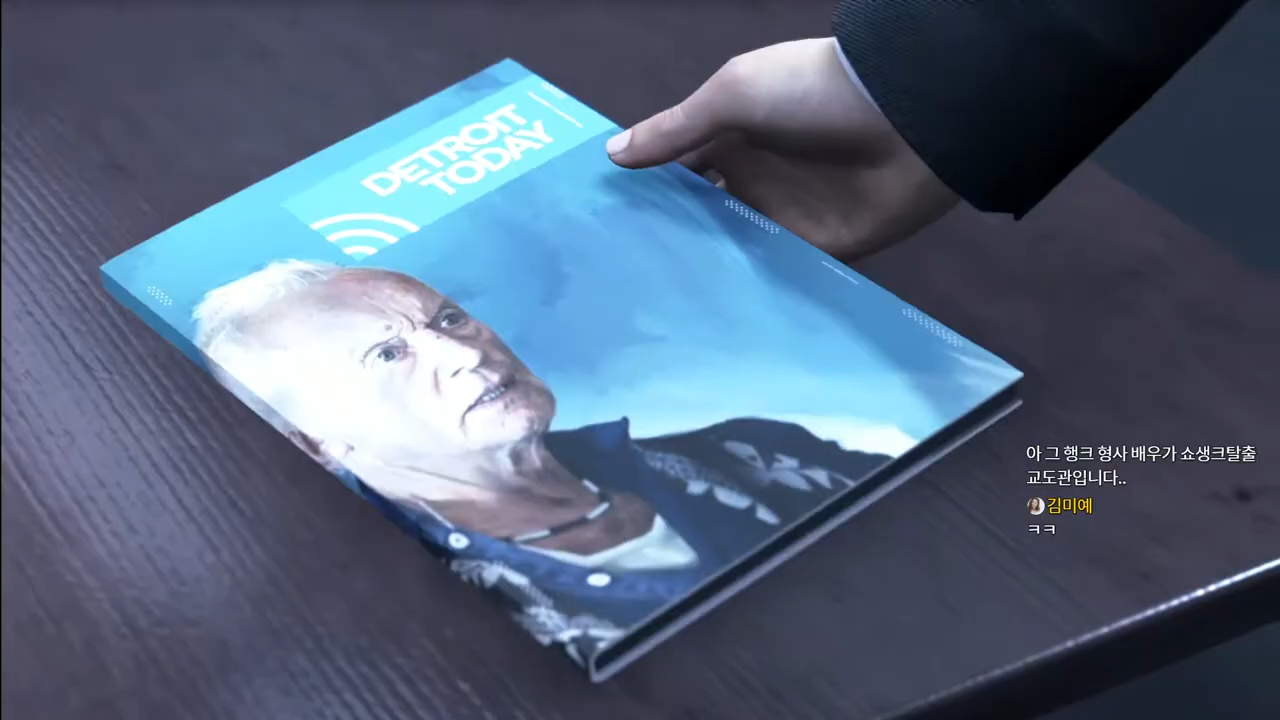 DETROIT
TODAY
아 그 행크 형사 배우가 쇼생크탈출
교도관입니다..
김미예
ㅋㅋ